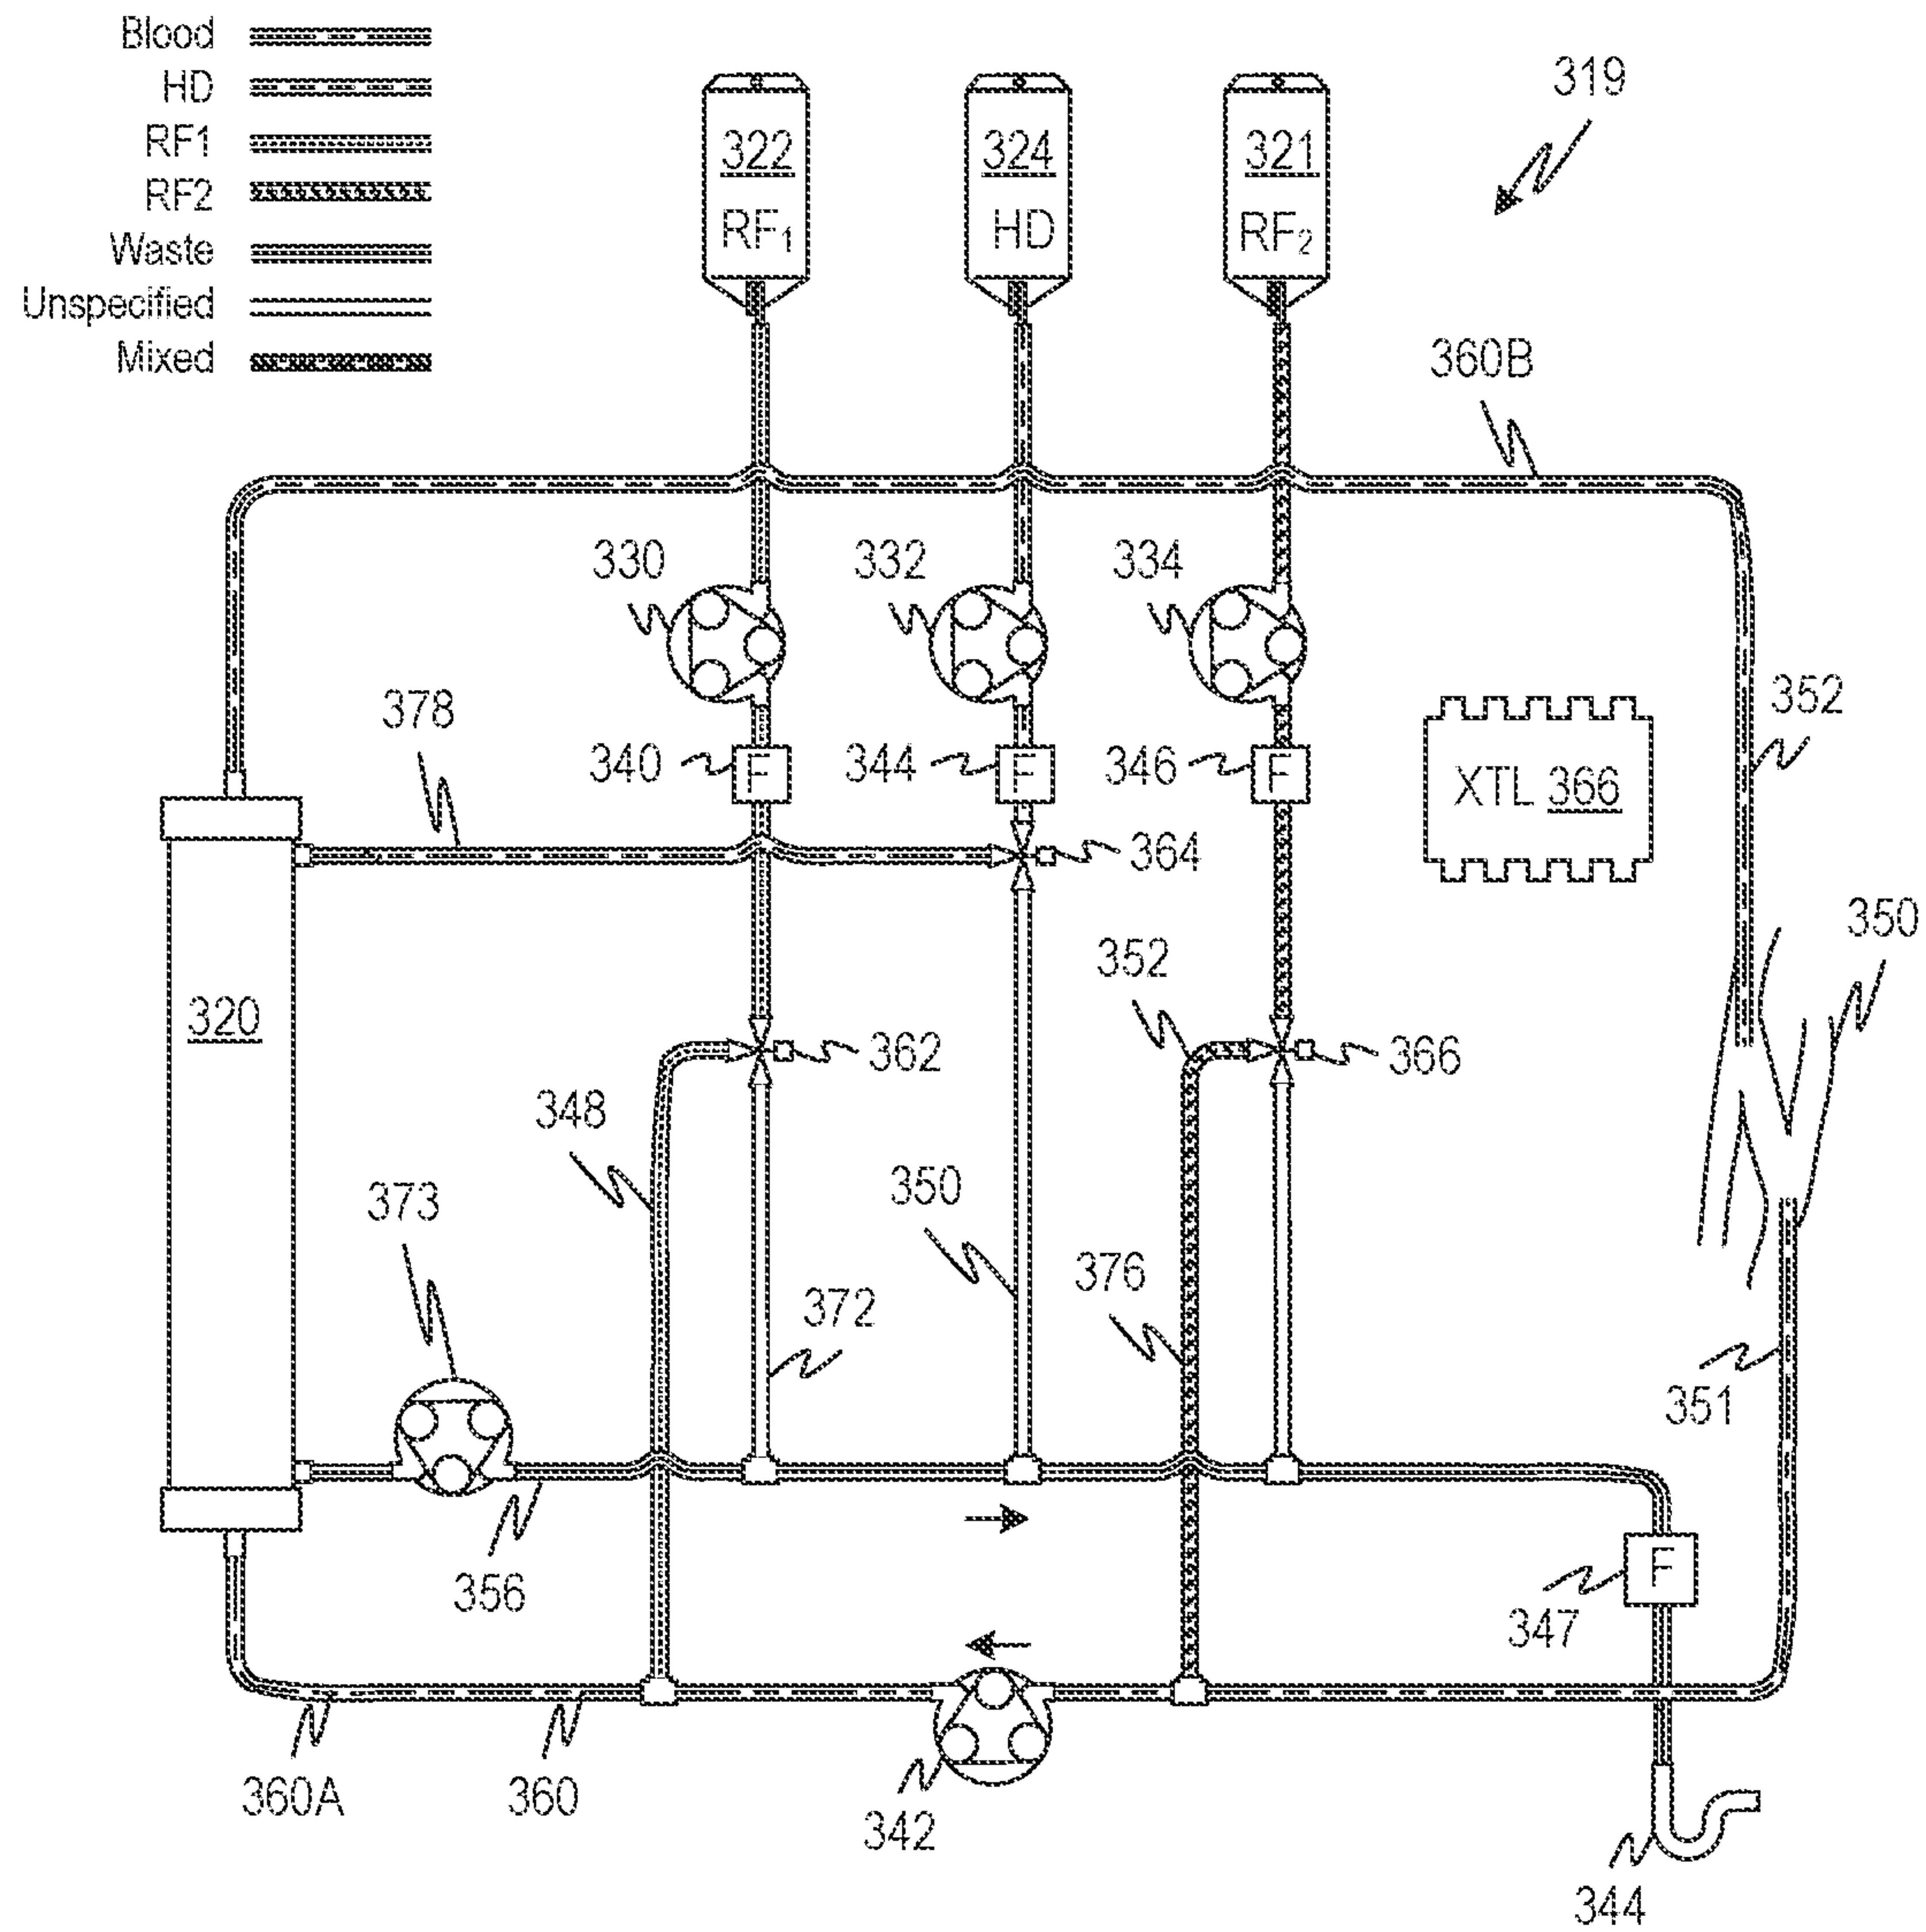 Blood
HD
RF1
RF2
Waste
Unspecified
Mixed
319
322
RF1
324
HD
321
RF2
360B
330
332
334
378
340
F
344
F
346
F
XTL 366
352
364
350
320
352
362
366
348
350
373
376
372
351
356
F
347
360A
360
342
344